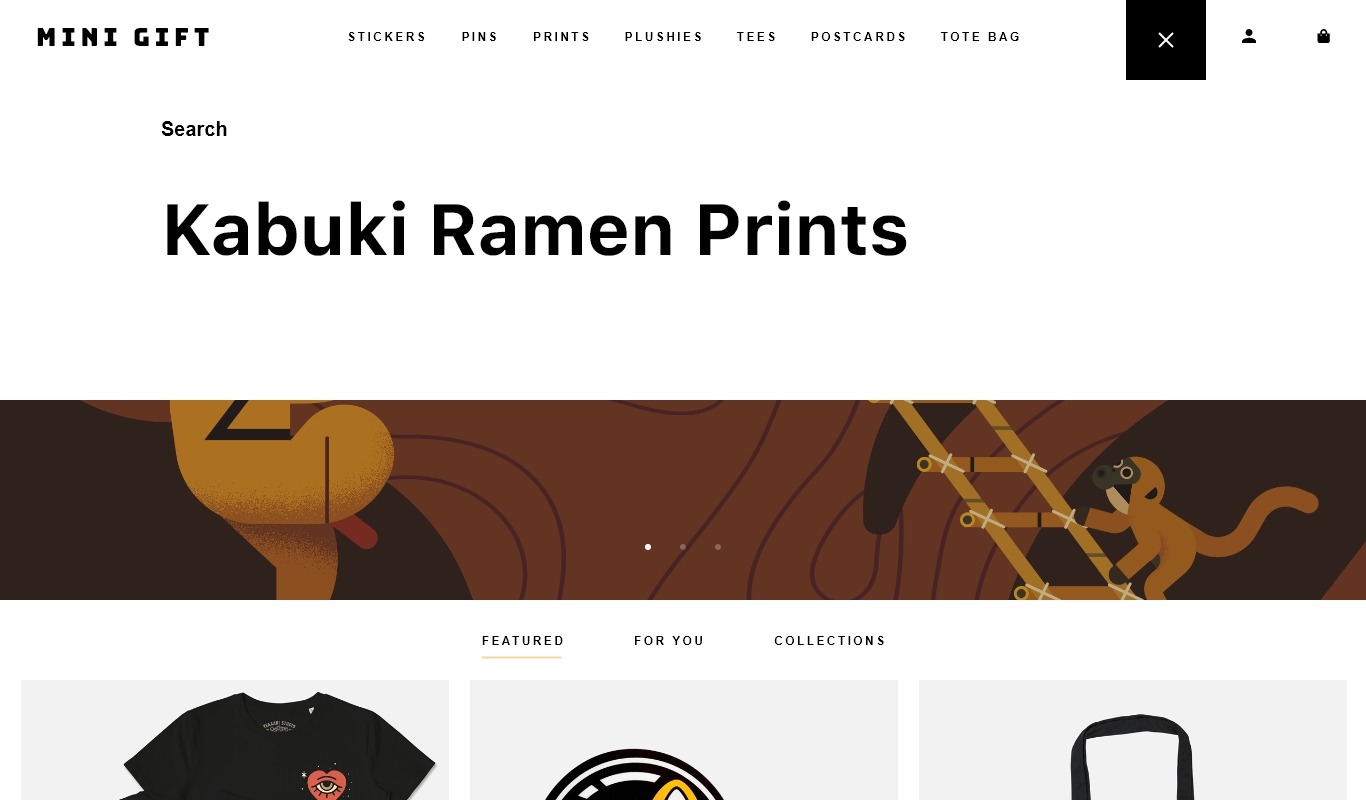 MINI GIFT
STICKERS PINS PRINTS PLUSHIES TEES POSTCARDS TOTE BAG
Search
Kabuki Ramen Prints
FEATURED FOR YOU COLLECTIONS